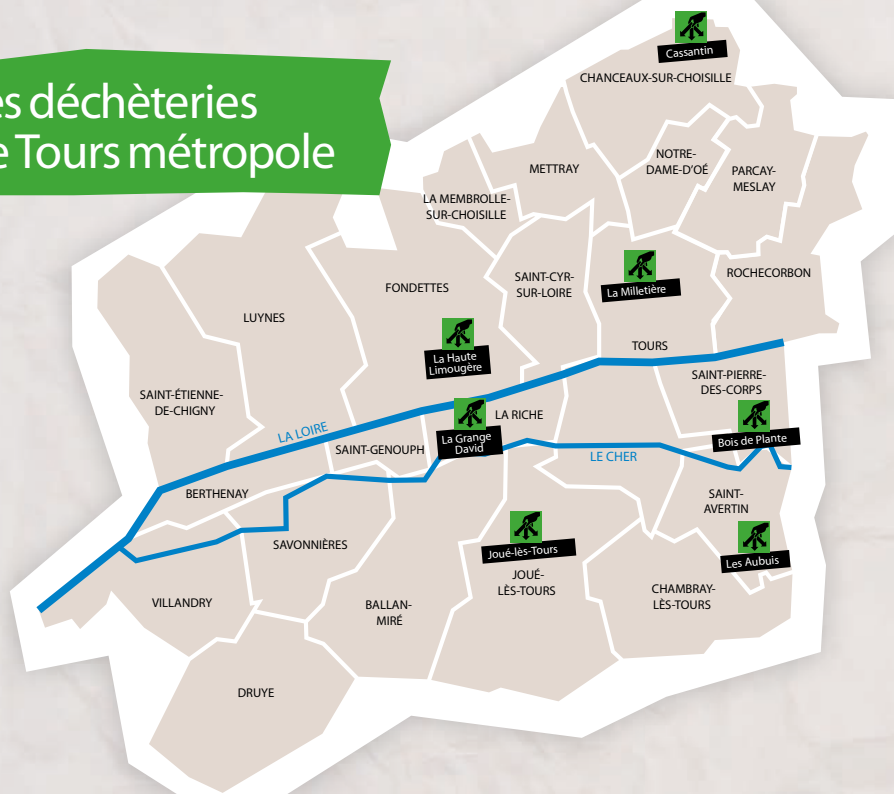 es déchèteries
e Tours métropole
Cassantin
CHANCEAUX-SUR-CHOISILLE
NOTRE-
DAME-D'OÉ
METTRAY
PARCAY-
MESLAY
LA MEMBROLLE-
SUR-CHOISILLE
ROCHECORBON
SAINT-CYR-
SUR-LOIRE
La Milletière
FONDETTES
LUYNES
TOURS
La Haute
Limougère
SAINT-PIERRE-
DES-CORPS
SAINT-ÉTIENNE-
DE-CHIGNY
LA RICHE
LA LOIRE
La Grange
David
Bois de Plante
SAINT-GENOUPH
LE CHER
BERTHENAY
SAINT-
AVERTIN
SAVONNIÈRES
Joué-lès-Tours
Les Aubuis
JOUÉ-
LÈS-TOURS
VILLANDRY
BALLAN-
MIRÉ
CHAMBRAY-
LÈS-TOURS
DRUYE